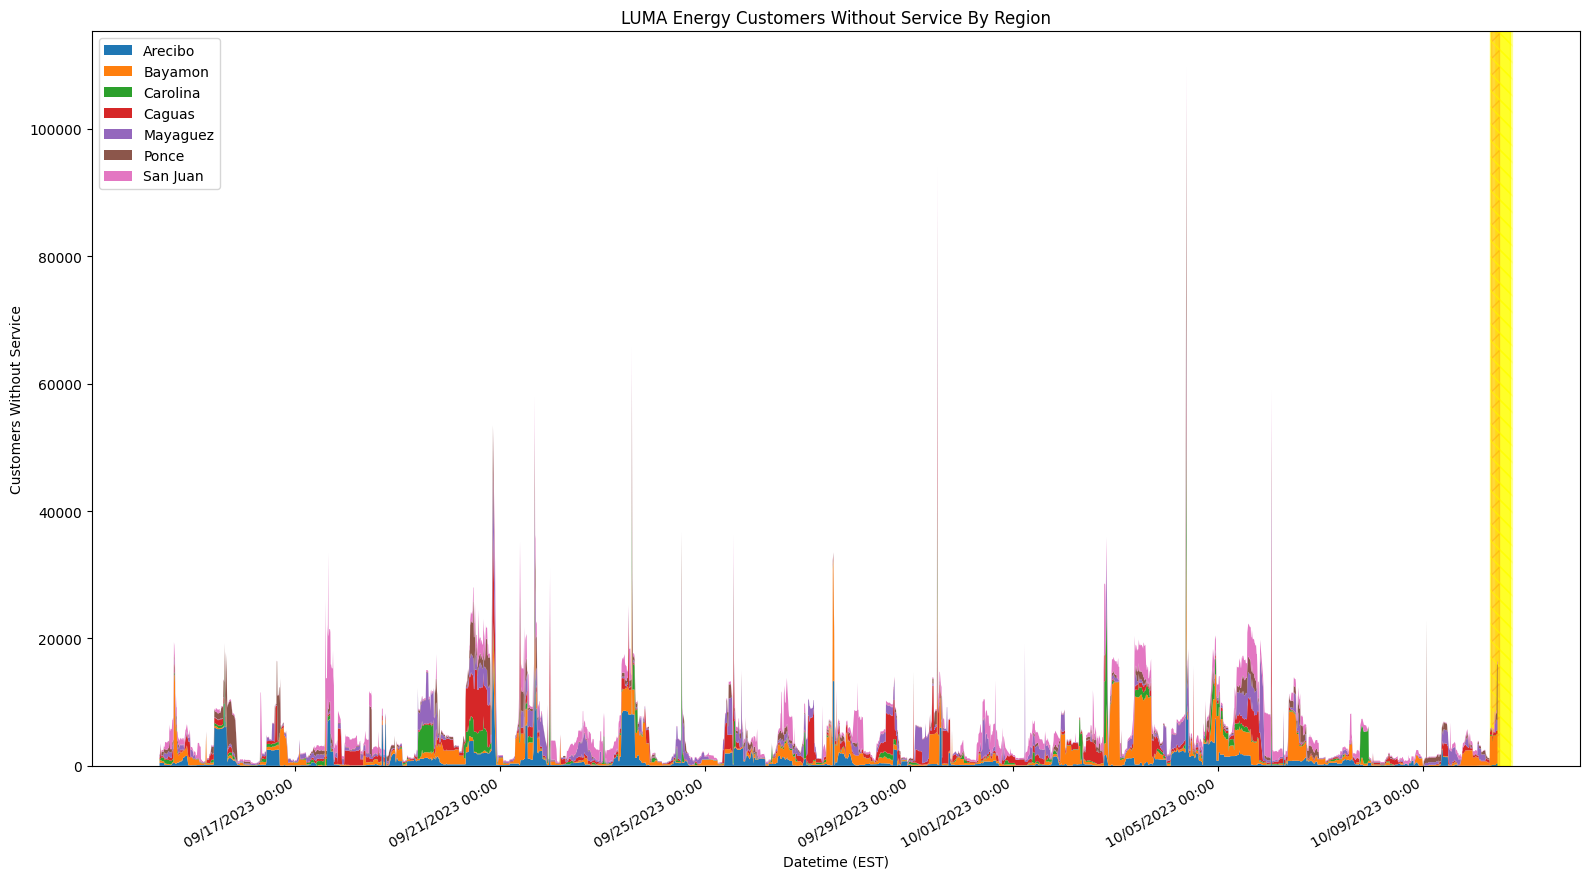 LUMA Energy Customers Without Service By Region
Arecibo
Bayamon
Carolina
Caguas
Mayaguez
Ponce
San Juan
Customers Without Service
100000
80000
60000
40000
20000
0
09/17/2023 00:00
09/21/2023 00:00
09/25/2023 00:00
09/29/2023 00:00
10/01/2023 00:00
10/05/2023 00:00
10/09/2023 00:00
Datetime (EST)